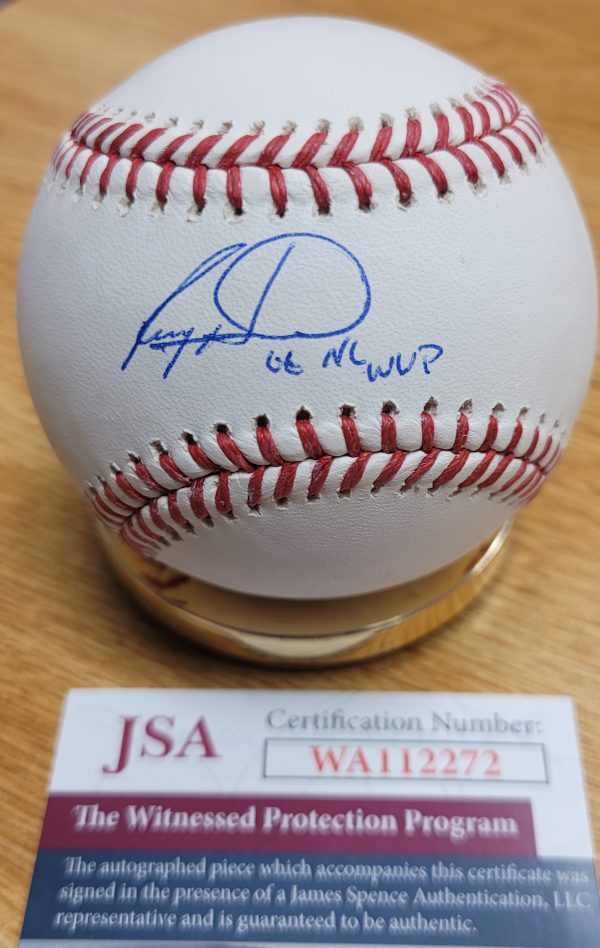 06 NL MVP
JSA
Certification Number:
WA112272
The Witnessed Protection Program
The autographed piece which accompanies this certificate was
signed in the presence of a James Spence Authentication, LLC
representative and is guaranteed to be authentic.